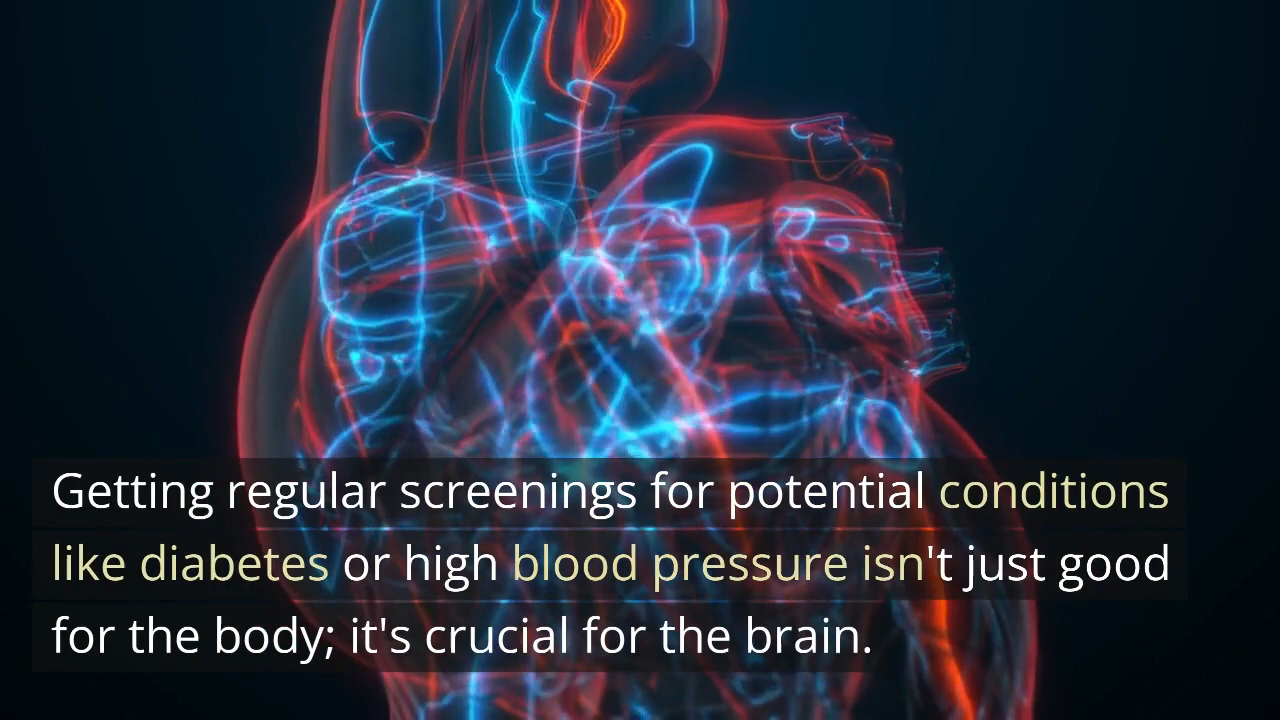 Getting regular screenings for potential conditions
like diabetes or high blood pressure isn't just good
for the body; it's crucial for the brain.